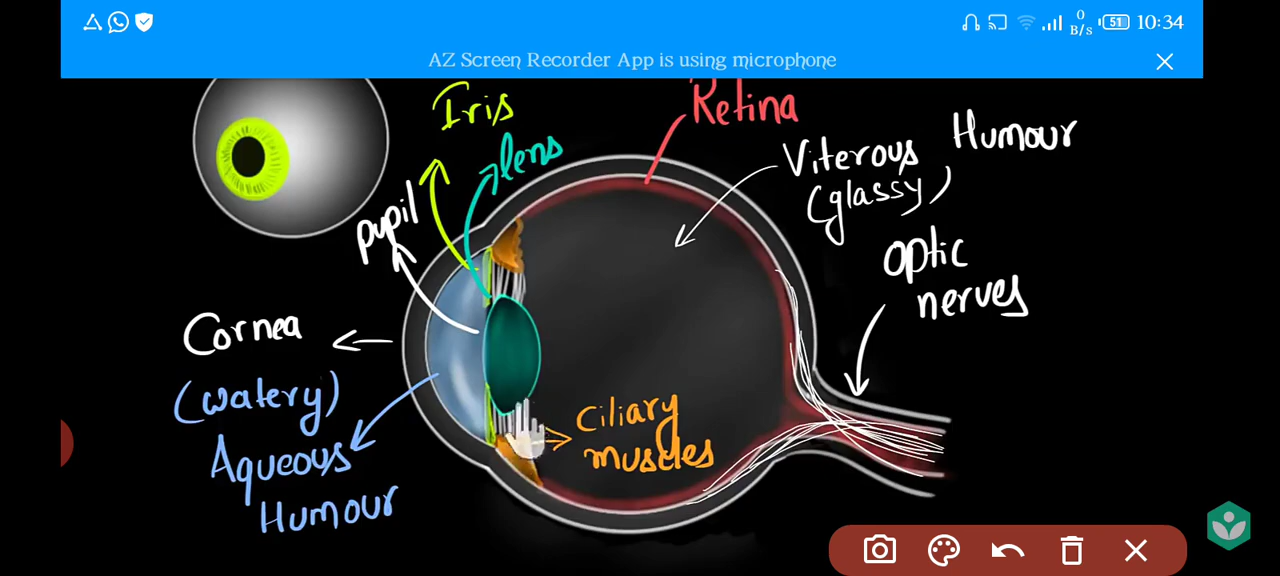 10:34
0
B/s
51
AZ Screen Recorder App is using microphone
Iris
lens
pupil
Retina
Viterous Humour
(glassy)
optic
nerves
Cornea
(watery)
Aqueous
Humour
Ciliary
muscles